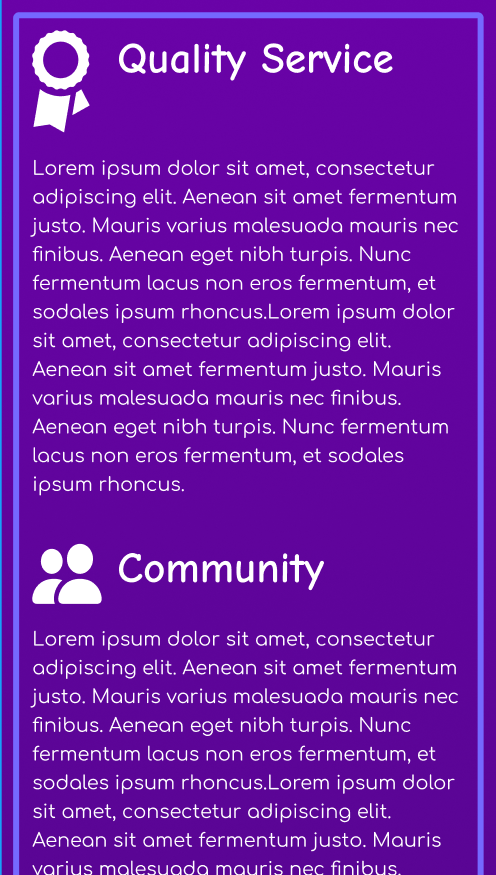 Quality Service
Lorem ipsum dolor sit amet, consectetur
adipiscing elit. Aenean sit amet fermentum
justo. Mauris varius malesuada mauris nec
finibus. Aenean eget nibh turpis. Nunc
fermentum lacus non eros fermentum, et
sodales ipsum rhoncus.Lorem ipsum dolor
sit amet, consectetur adipiscing elit.
Aenean sit amet fermentum justo. Mauris
varius malesuada mauris nec finibus.
Aenean eget nibh turpis. Nunc fermentum
lacus non eros fermentum, et sodales
ipsum rhoncus.
Community
Lorem ipsum dolor sit amet, consectetur
adipiscing elit. Aenean sit amet fermentum
justo. Mauris varius malesuada mauris nec
finibus. Aenean eget nibh turpis. Nunc
fermentum lacus non eros fermentum, et
sodales ipsum rhoncus.Lorem ipsum dolor
sit amet, consectetur adipiscing elit.
Aenean sit amet fermentum justo. Mauris
varius malesuada mauris nec finibus.